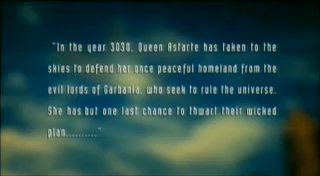 "In the year 3030, Queen Astarte has taken to the
skies to defend her once peaceful homeland from the
evil lords of Garbania, who seek to rule the universe.
She has but one last chance to thwart their wicked
plan.........."